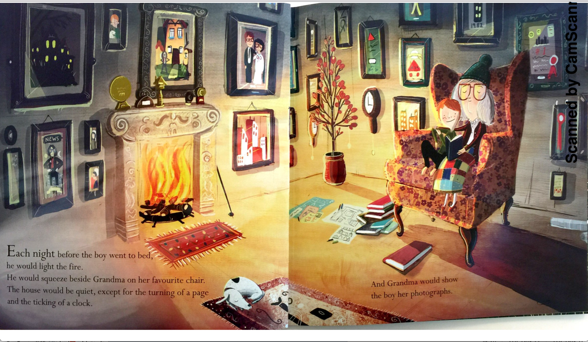 Each night before the boy went to bed,
he would light the fire.
He would squeeze beside Grandma on her favourite chair.
The house would be quiet, except for the turning of a page
and the ticking of a clock.
And Grandma would show
the boy her photographs.
NEWS
Scanned by CamScann